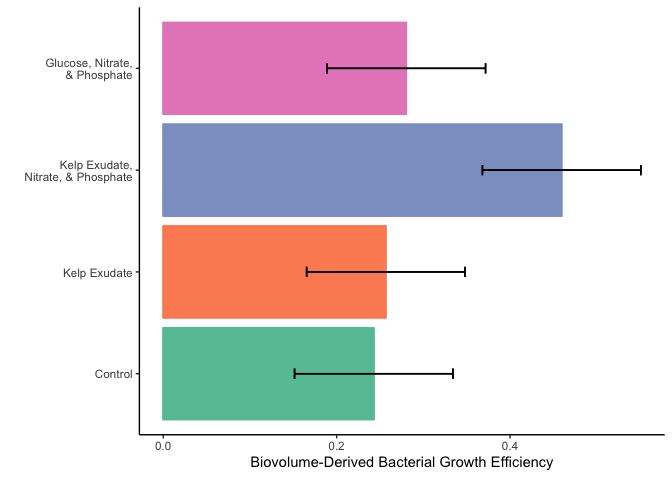 Glucose, Nitrate,
& Phosphate
Kelp Exudate,
Nitrate, & Phosphate
Kelp Exudate
Control
0.0
0.2
0.4
Biovolume-Derived Bacterial Growth Efficiency